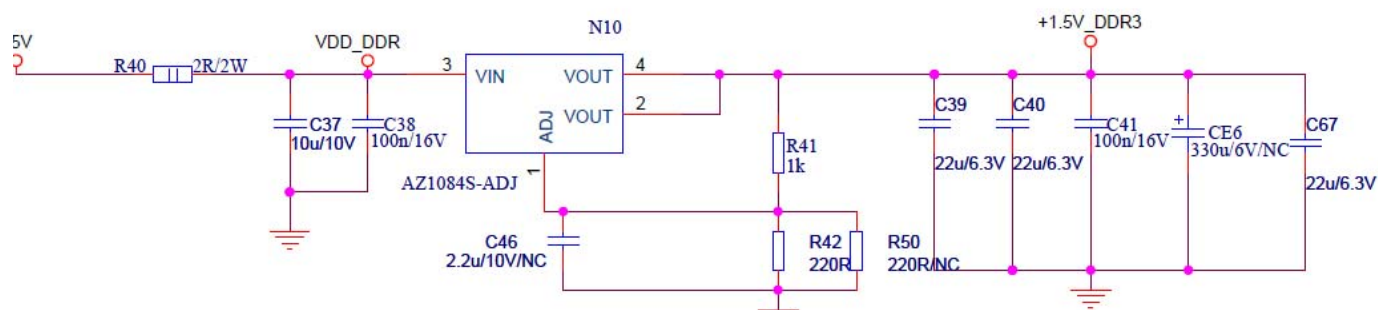 5V
R40
2R/2W
VDD_DDR
C37
10u/10V
C38
100n/16V
N10
3
VIN
VOUT
4
VOUT
2
ADJ
1
AZ1084S-ADJ
R41
1k
C46
2.2u/10V/NC
R42
220R
R50
220R/NC
+1.5V_DDR3
C39
22u/6.3V
C40
22u/6.3V
C41
100n/16V
+
CE6
330u/6V/NC
C67
22u/6.3V